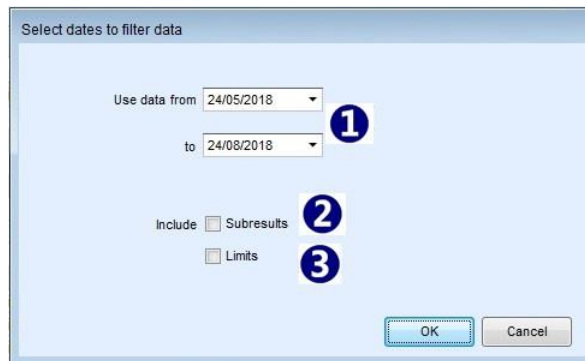 Select dates to filter data
Use data from 24/05/2018
1
to 24/08/2018
Include Subresults 2
Limits 3
OK Cancel